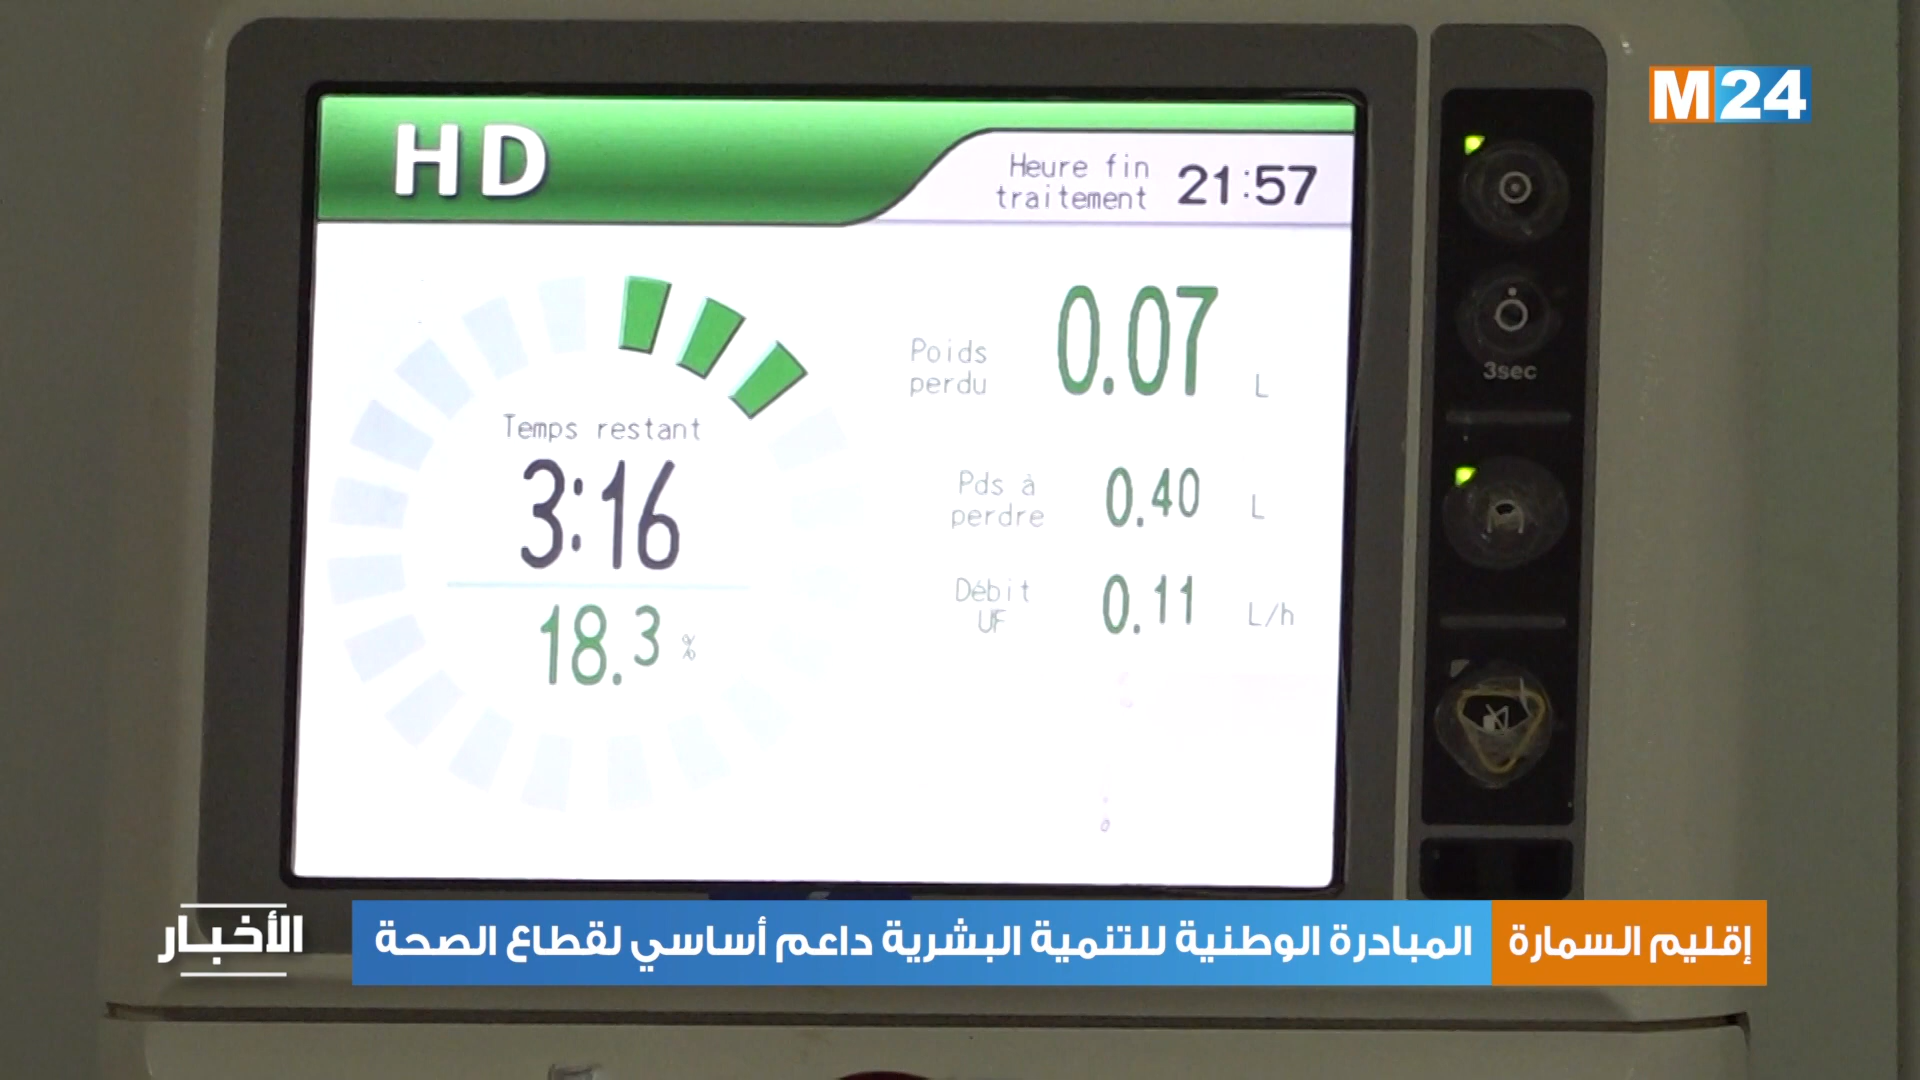 M24
HD
Heure fin
traitement
21:57
Temps restant
3:16
18.3 %
Poids
perdu
0.07 L
Pds à
perdre
0.40 L
Débit
UF
0.11 L/h
3sec
إقليم السمارة
المبادرة الوطنية للتنمية البشرية داعم أساسي لقطاع الصحة
الأخبار